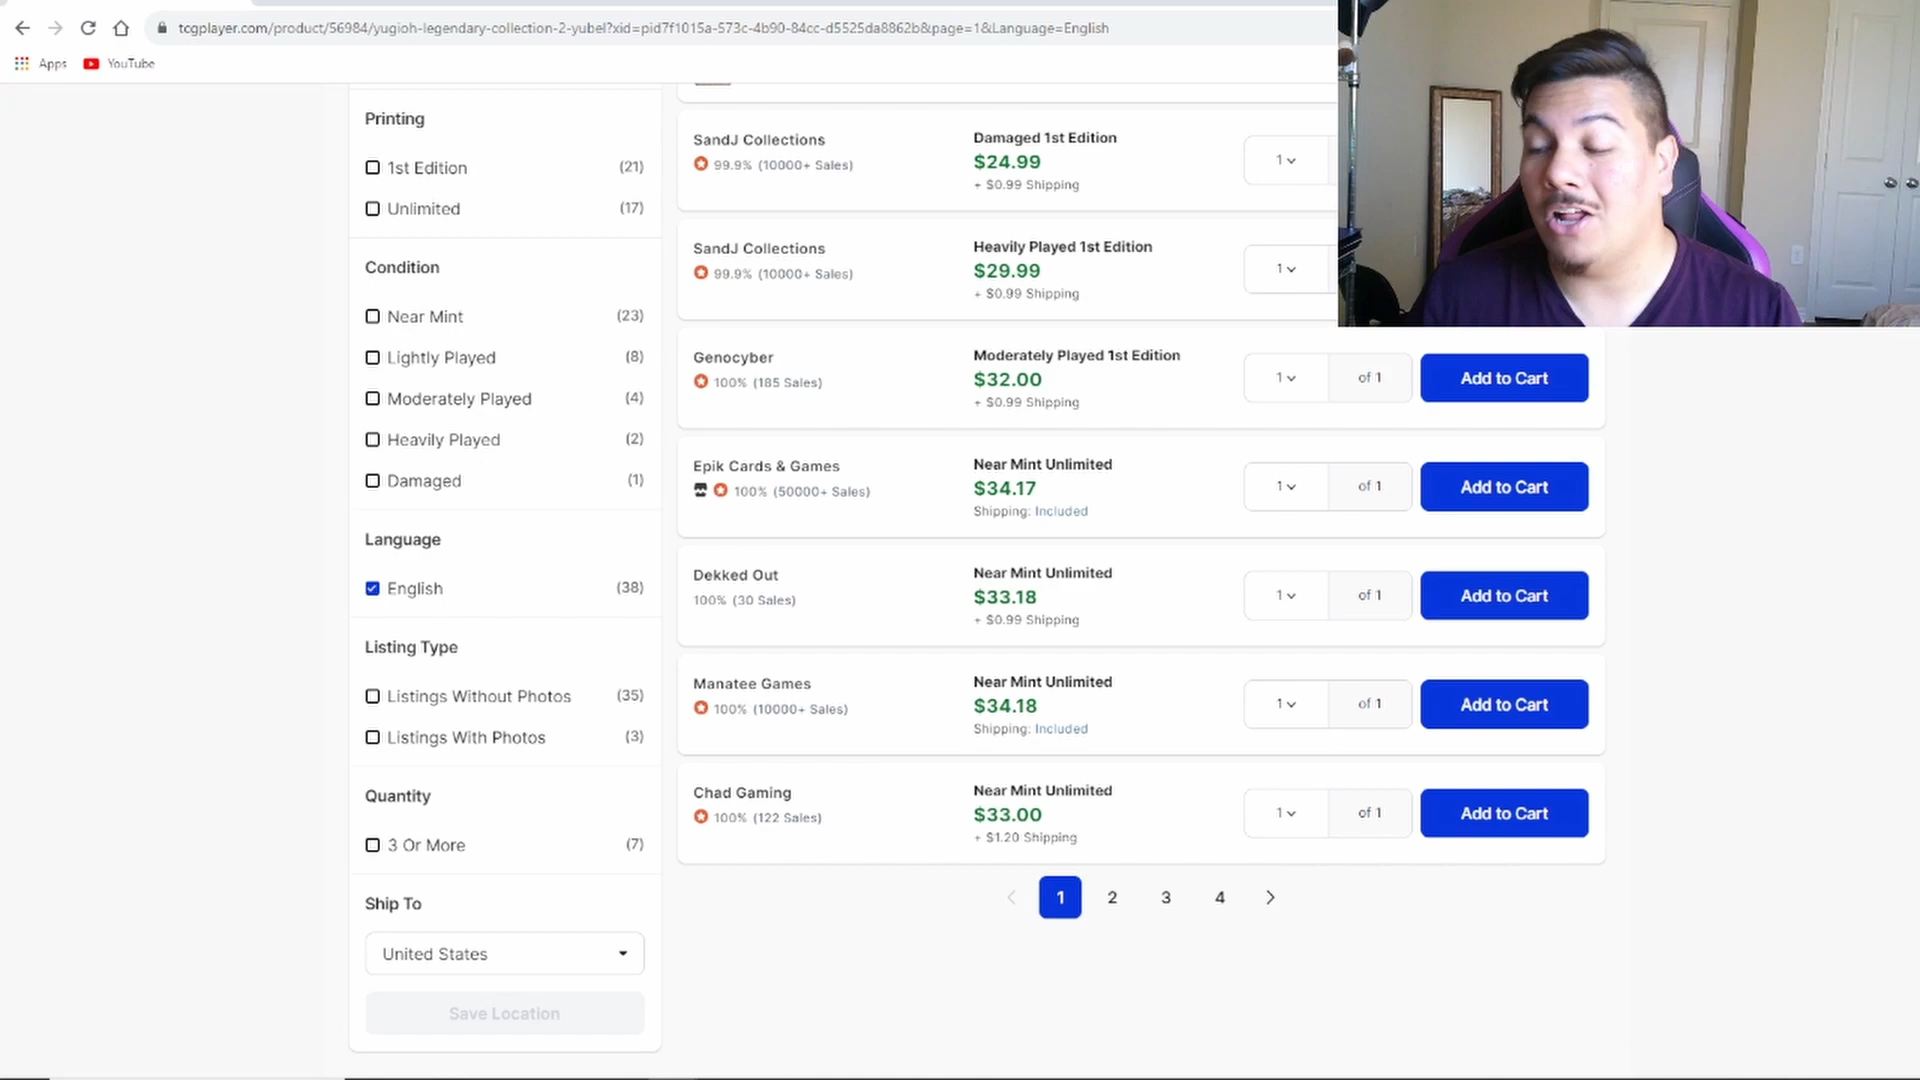 tcgplayer.com/product/56984/yugioh-legendary-collection-2-yubel?xid=pid7f1015a-573c-4b90-84cc-d5525da8862b&page=1&Language=English
Apps YouTube
Printing
1st Edition (21)
Unlimited (17)
Condition
Near Mint (23)
Lightly Played (8)
Moderately Played (4)
Heavily Played (2)
Damaged (1)
Language
English (38)
Listing Type
Listings Without Photos (35)
Listings With Photos (3)
Quantity
3 Or More (7)
Ship To
United States
Save Location
SandJ Collections
99.9% (10000+ Sales)
Damaged 1st Edition
$24.99
+ $0.99 Shipping
1
SandJ Collections
99.9% (10000+ Sales)
Heavily Played 1st Edition
$29.99
+ $0.99 Shipping
1
Genocyber
100% (185 Sales)
Moderately Played 1st Edition
$32.00
+ $0.99 Shipping
1 of 1 Add to Cart
Epik Cards & Games
100% (50000+ Sales)
Near Mint Unlimited
$34.17
Shipping: Included
1 of 1 Add to Cart
Dekked Out
100% (30 Sales)
Near Mint Unlimited
$33.18
+ $0.99 Shipping
1 of 1 Add to Cart
Manatee Games
100% (10000+ Sales)
Near Mint Unlimited
$34.18
Shipping: Included
1 of 1 Add to Cart
Chad Gaming
100% (122 Sales)
Near Mint Unlimited
$33.00
+ $1.20 Shipping
1 of 1 Add to Cart
1 2 3 4